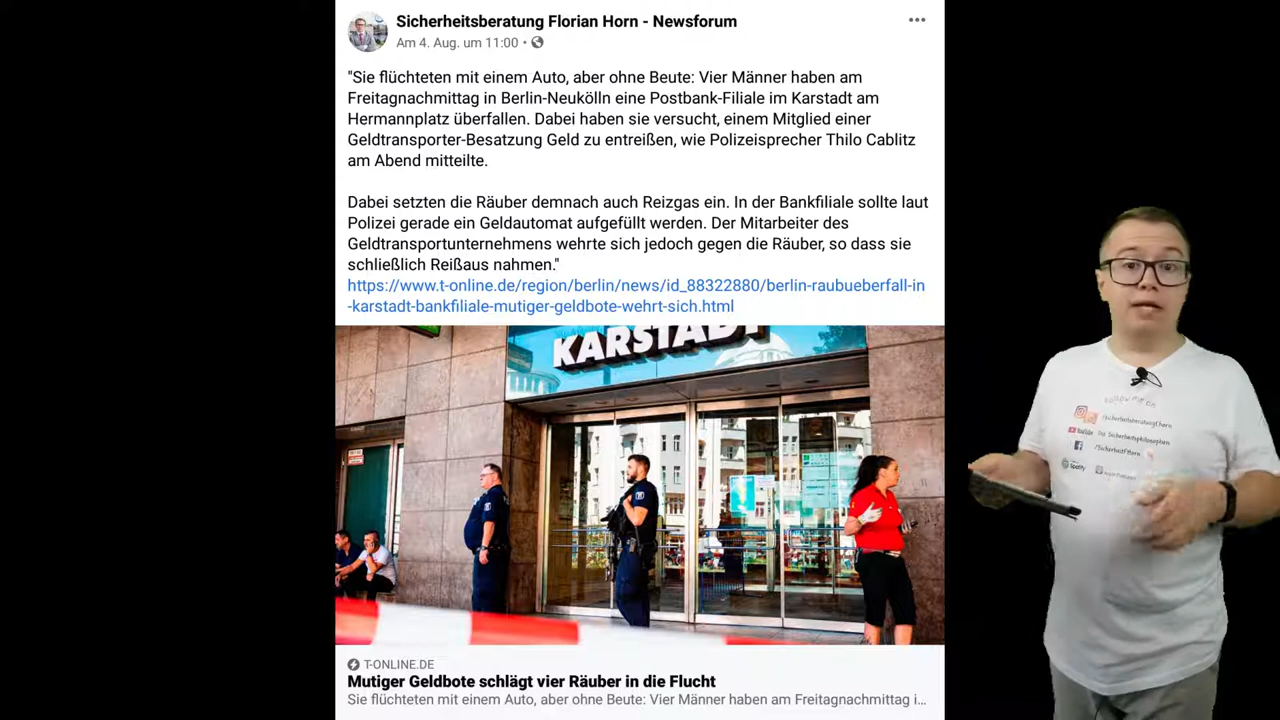 Sicherheitsberatung Florian Horn - Newsforum
Am 4. Aug. um 11:00 •
"Sie flüchteten mit einem Auto, aber ohne Beute: Vier Männer haben am
Freitagnachmittag in Berlin-Neukölln eine Postbank-Filiale im Karstadt am
Hermannplatz überfallen. Dabei haben sie versucht, einem Mitglied einer
Geldtransporter-Besatzung Geld zu entreißen, wie Polizeisprecher Thilo Cablitz
am Abend mitteilte.
Dabei setzten die Räuber demnach auch Reizgas ein. In der Bankfiliale sollte laut
Polizei gerade ein Geldautomat aufgefüllt werden. Der Mitarbeiter des
Geldtransportunternehmens wehrte sich jedoch gegen die Räuber, so dass sie
schließlich Reißaus nahmen."
https://www.t-online.de/region/berlin/news/id_88322880/berlin-raubueberfall-in
-karstadt-bankfiliale-mutiger-geldbote-wehrt-sich.html
KARSTADT
T-ONLINE.DE
Mutiger Geldbote schlägt vier Räuber in die Flucht
Sie flüchteten mit einem Auto, aber ohne Beute: Vier Männer haben am Freitagnachmittag i...
FOLLOW ME ON
YouTube
Spotify